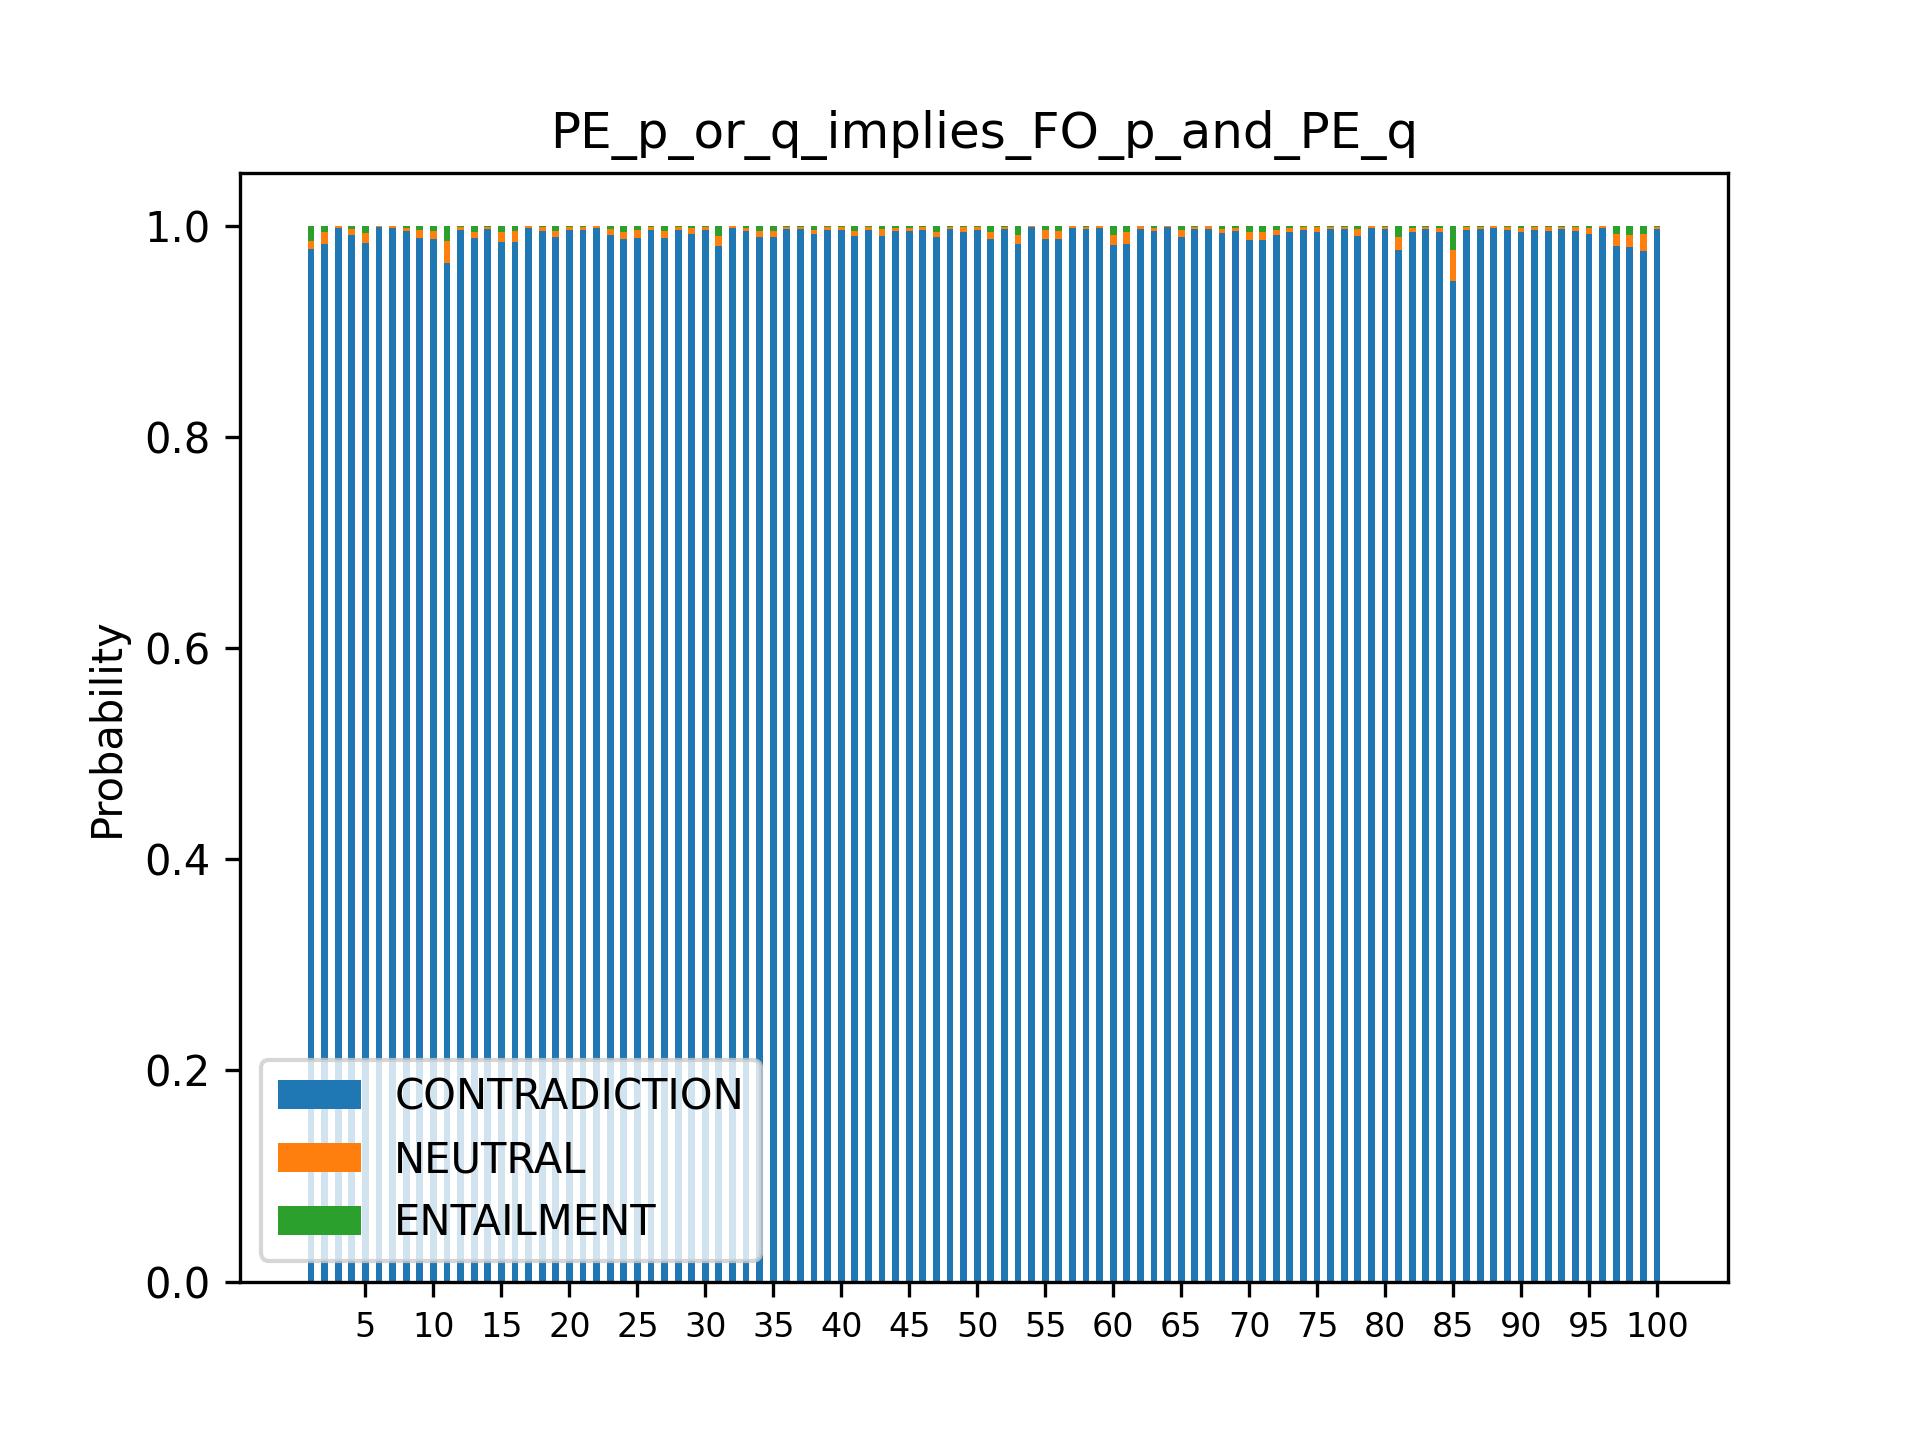 PE_p_or_q_implies_FO_p_and_PE_q
1.0
0.8
0.6
0.4
0.2
0.0
Probability
CONTRADICTION
NEUTRAL
ENTAILMENT
5 10 15 20 25 30 35 40 45 50 55 60 65 70 75 80 85 90 95 100